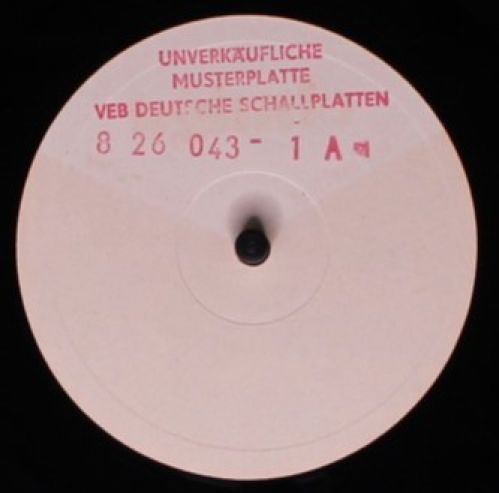 UNVERKÄUFLICHE
MUSTERPLATTE
VEB DEUTSCHE SCHALLPLATTEN
8 26 043 - 1 A